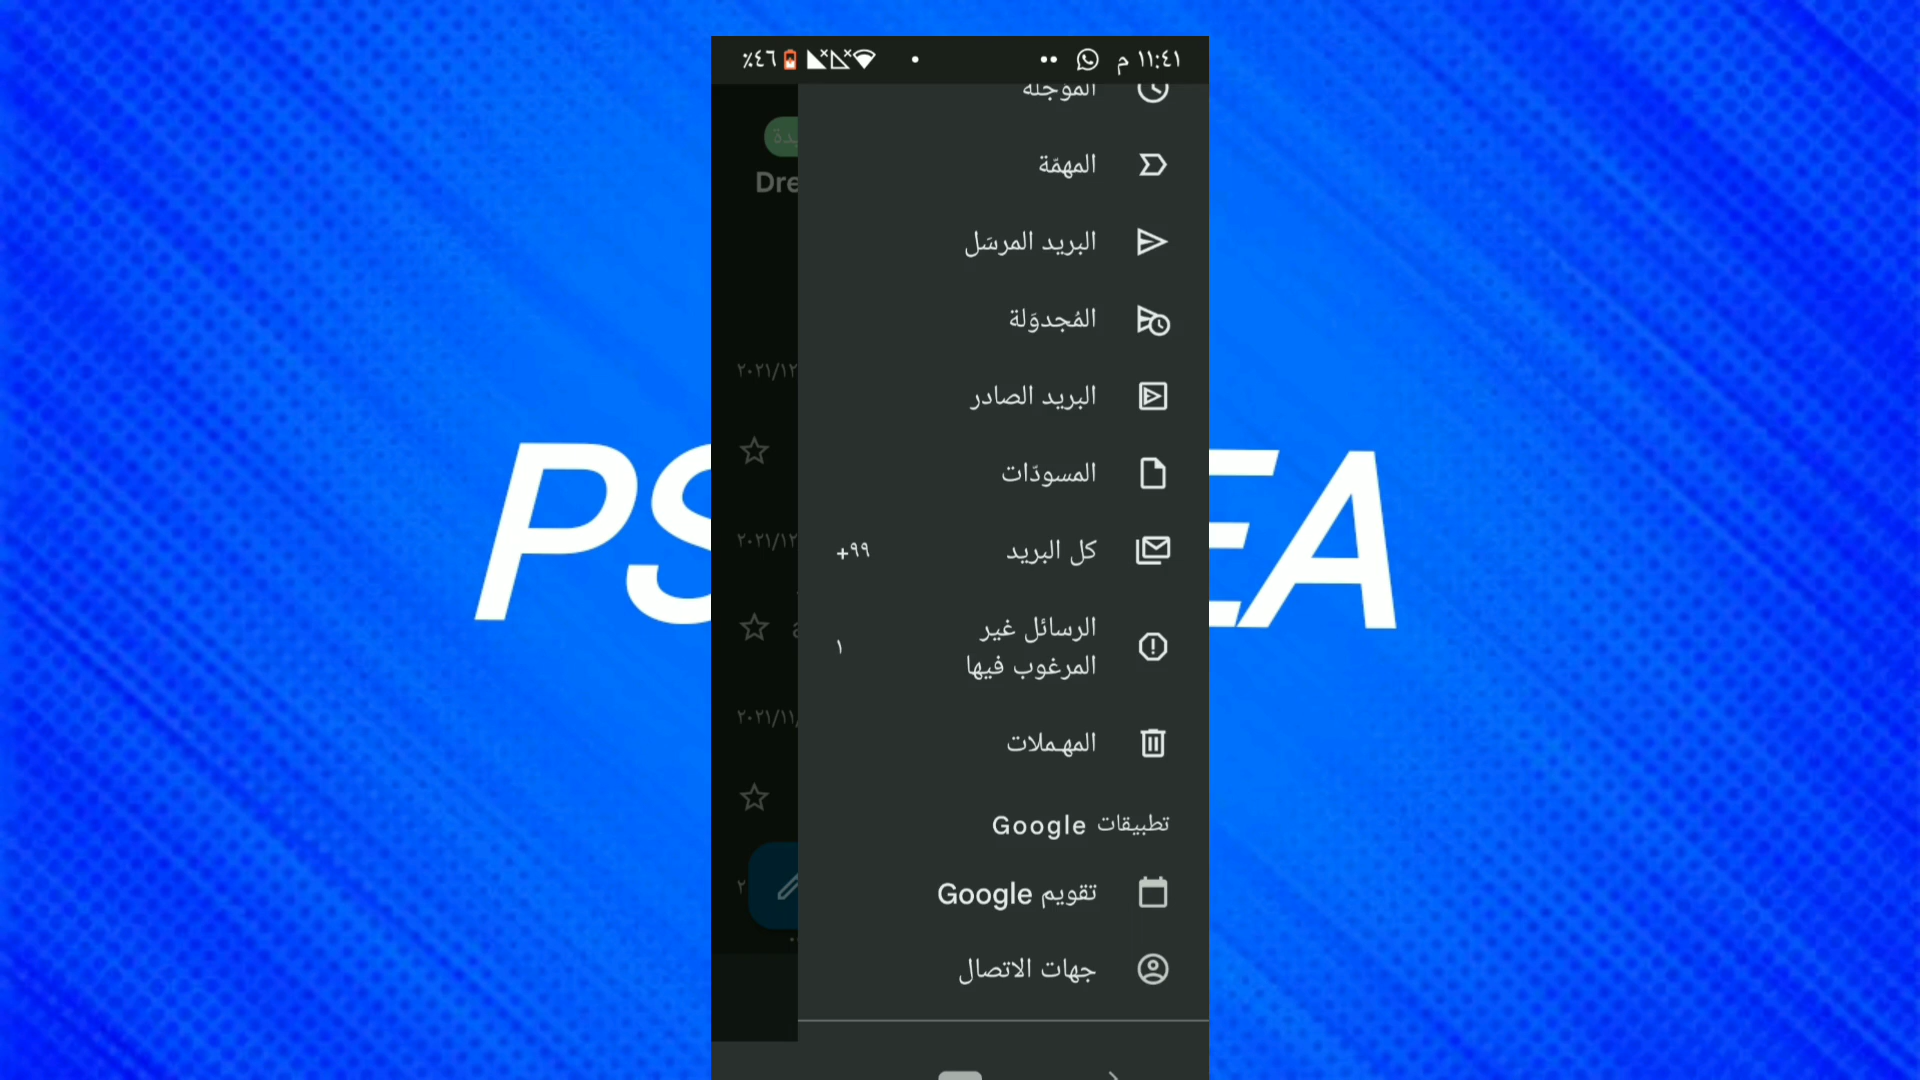 ١١:٤١ م
٪٤٦
المؤجلة
المهمّة
البريد المرسَل
المُجدوَلة
البريد الصادر
المسودّات
كل البريد
+٩٩
الرسائل غير
المرغوب فيها
١
المهملات
تطبيقات Google
تقويم Google
جهات الاتصال
Dre
٢٠٢١/١٢
٢٠٢١/١٢
٢٠٢١/١١/
PS
EA